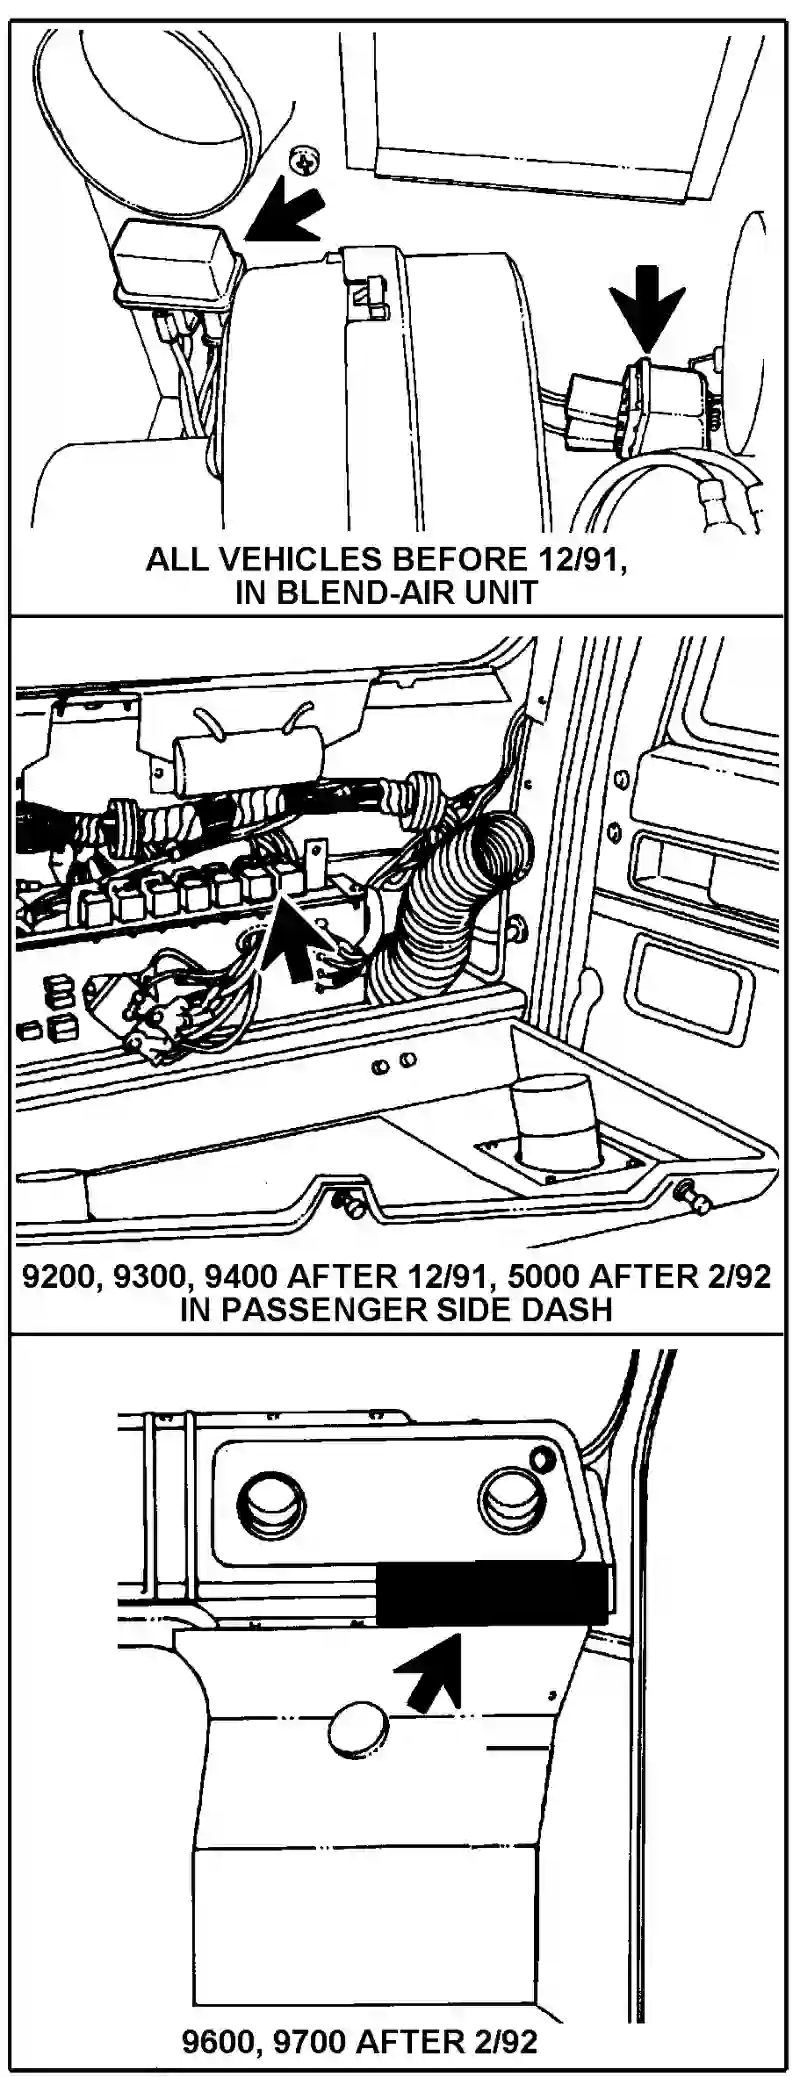 ALL VEHICLES BEFORE 12/91,
IN BLEND-AIR UNIT
9200, 9300, 9400 AFTER 12/91, 5000 AFTER 2/92
IN PASSENGER SIDE DASH
9600, 9700 AFTER 2/92